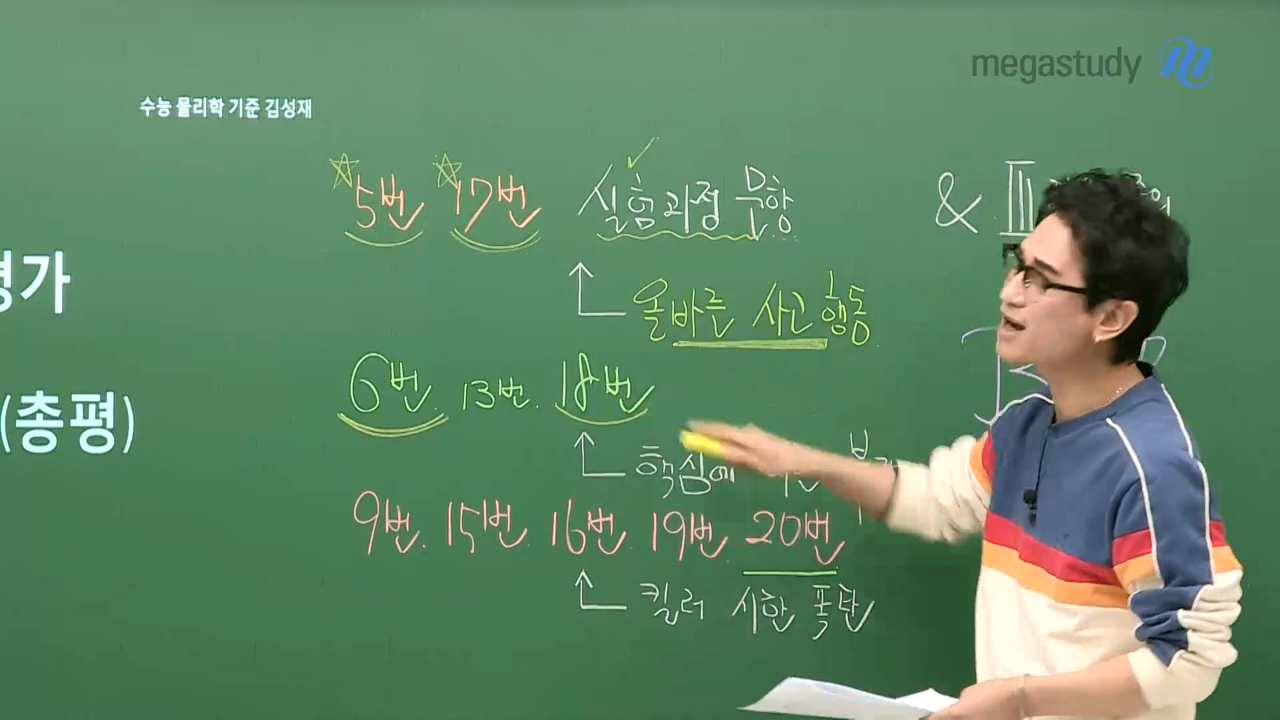 megastudy
수능 물리학 기준 김성재
5번 17번 실험과정 문항 & Ⅲ
평가
올바른 사고 행동
(총평)
6번. 13번. 18번
핵심에
9번. 15번. 16번. 19번 20번
킬러 시한 폭탄